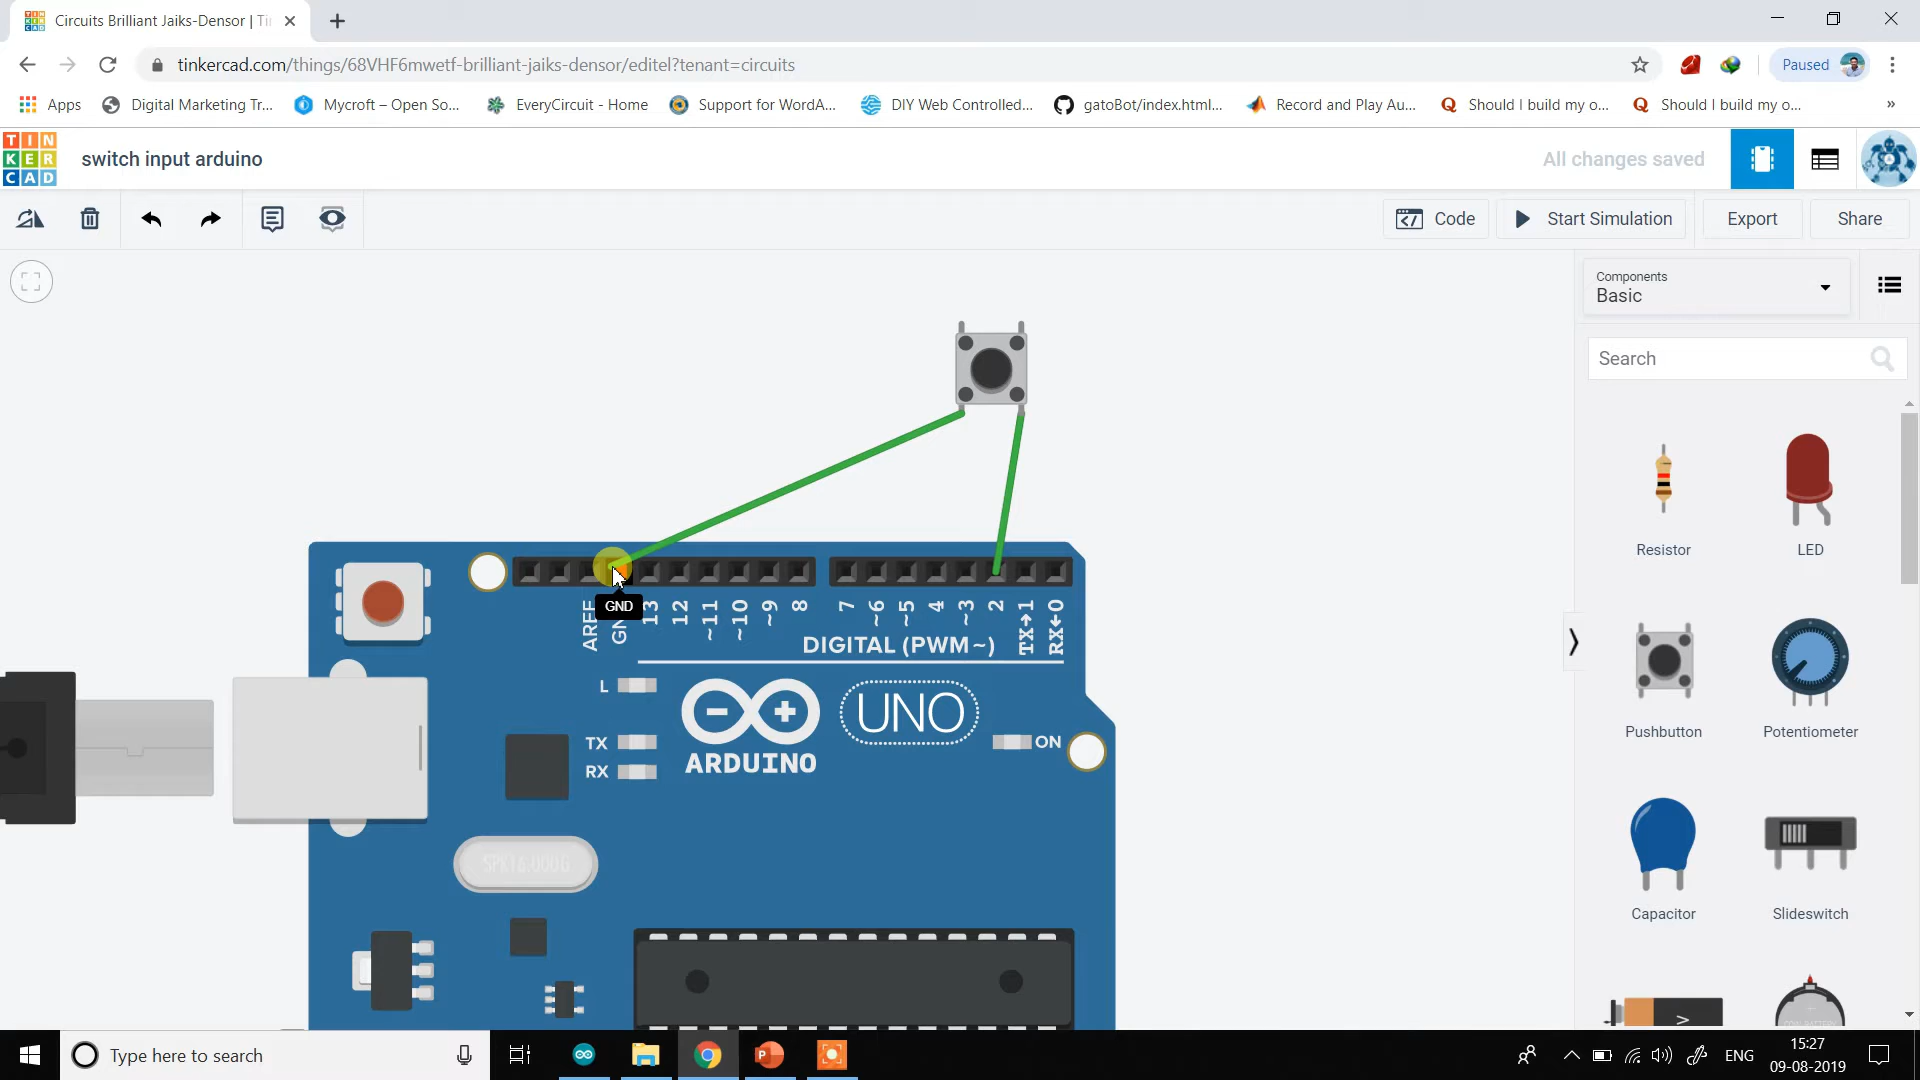 Circuits Brilliant Jaiks-Densor | Ti
tinkercad.com/things/68VHF6mwetf-brilliant-jaiks-densor/editel?tenant=circuits
Paused
Apps
Digital Marketing Tr...
Mycroft – Open So...
EveryCircuit - Home
Support for WordA...
DIY Web Controlled...
gatoBot/index.html...
Record and Play Au...
Should I build my o...
Should I build my o...
»
TIN
KER
CAD
switch input arduino
All changes saved
Code
Start Simulation
Export
Share
Components
Basic
Search
Resistor
LED
Pushbutton
Potentiometer
Capacitor
Slideswitch
GND
AREF
GND
13
12
~11
~10
~9
8
7
~6
~5
4
~3
2
TX→1
RX←0
DIGITAL (PWM~)
L
TX
RX
ARDUINO
UNO
ON
SPK16.000G
Type here to search
ENG
15:27
09-08-2019